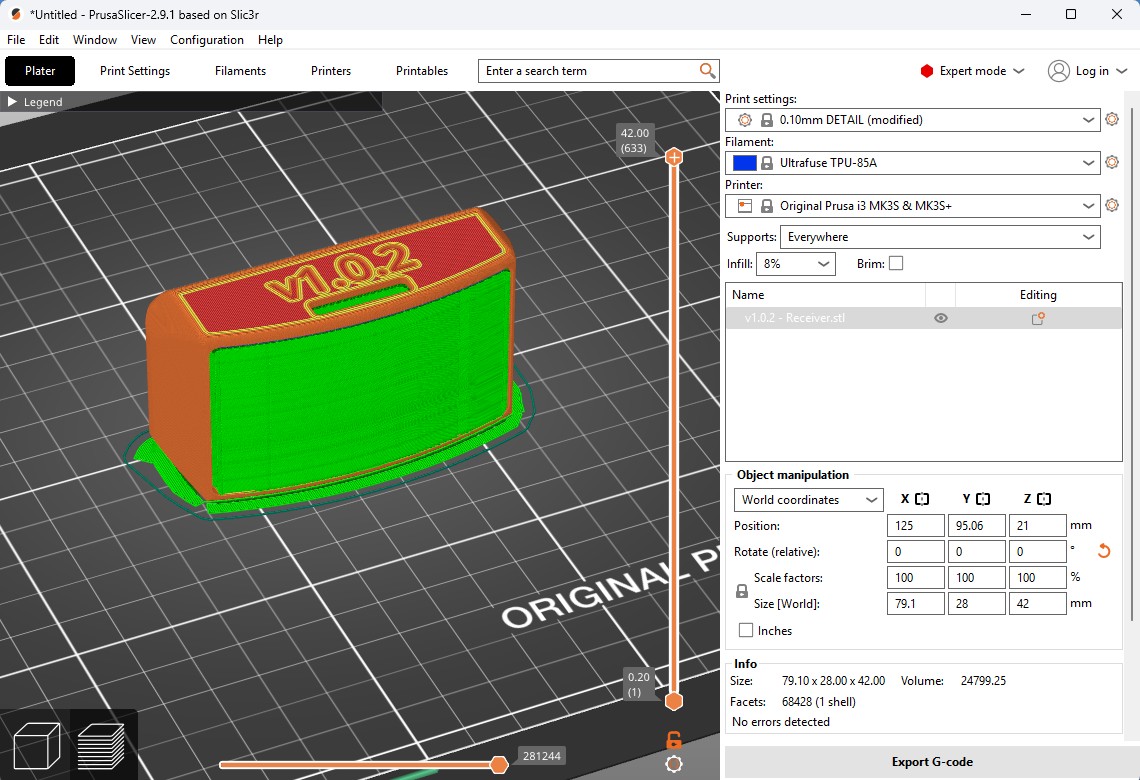 *Untitled - PrusaSlicer-2.9.1 based on Slic3r
File Edit Window View Configuration Help
Plater Print Settings Filaments Printers Printables Enter a search term Expert mode Log in
Legend
42.00
(633)
v1.0.2
ORIGINAL
0.20
(1)
281244
Print settings:
0.10mm DETAIL (modified)
Filament:
Ultrafuse TPU-85A
Printer:
Original Prusa i3 MK3S & MK3S+
Supports: Everywhere
Infill: 8% Brim:
Name Editing
v1.0.2 - Receiver.stl
Object manipulation
World coordinates X Y Z
Position: 125 95.06 21 mm
Rotate (relative): 0 0 0 °
Scale factors: 100 100 100 %
Size [World]: 79.1 28 42 mm
Inches
Info
Size: 79.10 x 28.00 x 42.00 Volume: 24799.25
Facets: 68428 (1 shell)
No errors detected
Export G-code